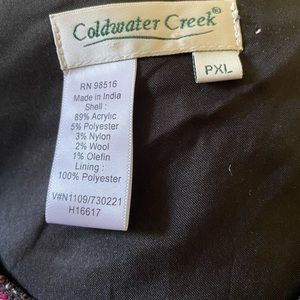 Coldwater Creek®
PXL
RN 98516
Made in India
Shell :
89% Acrylic
5% Polyester
3% Nylon
2% Wool
1% Olefin
Lining :
100% Polyester
V#N1109/730221
H16617